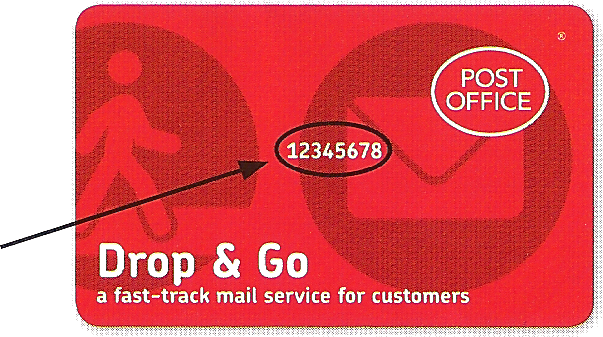 ®
POST
OFFICE
12345678
Drop & Go
a fast-track mail service for customers